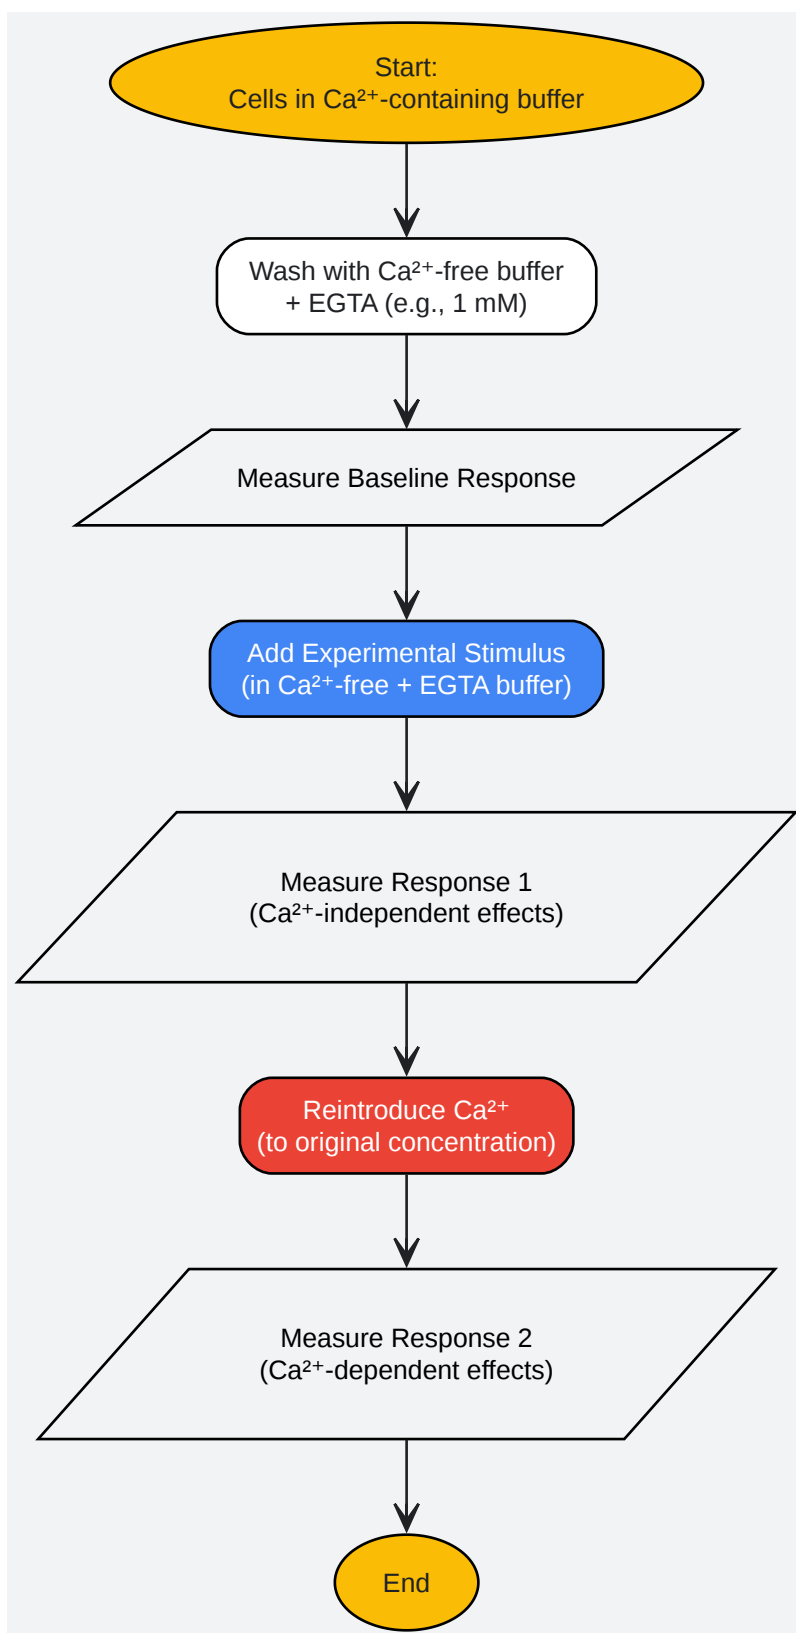 Start:
Cells in Ca²⁺-containing buffer
Wash with Ca²⁺-free buffer
+ EGTA (e.g., 1 mM)
Measure Baseline Response
Add Experimental Stimulus
(in Ca²⁺-free + EGTA buffer)
Measure Response 1
(Ca²⁺-independent effects)
Reintroduce Ca²⁺
(to original concentration)
Measure Response 2
(Ca²⁺-dependent effects)
End